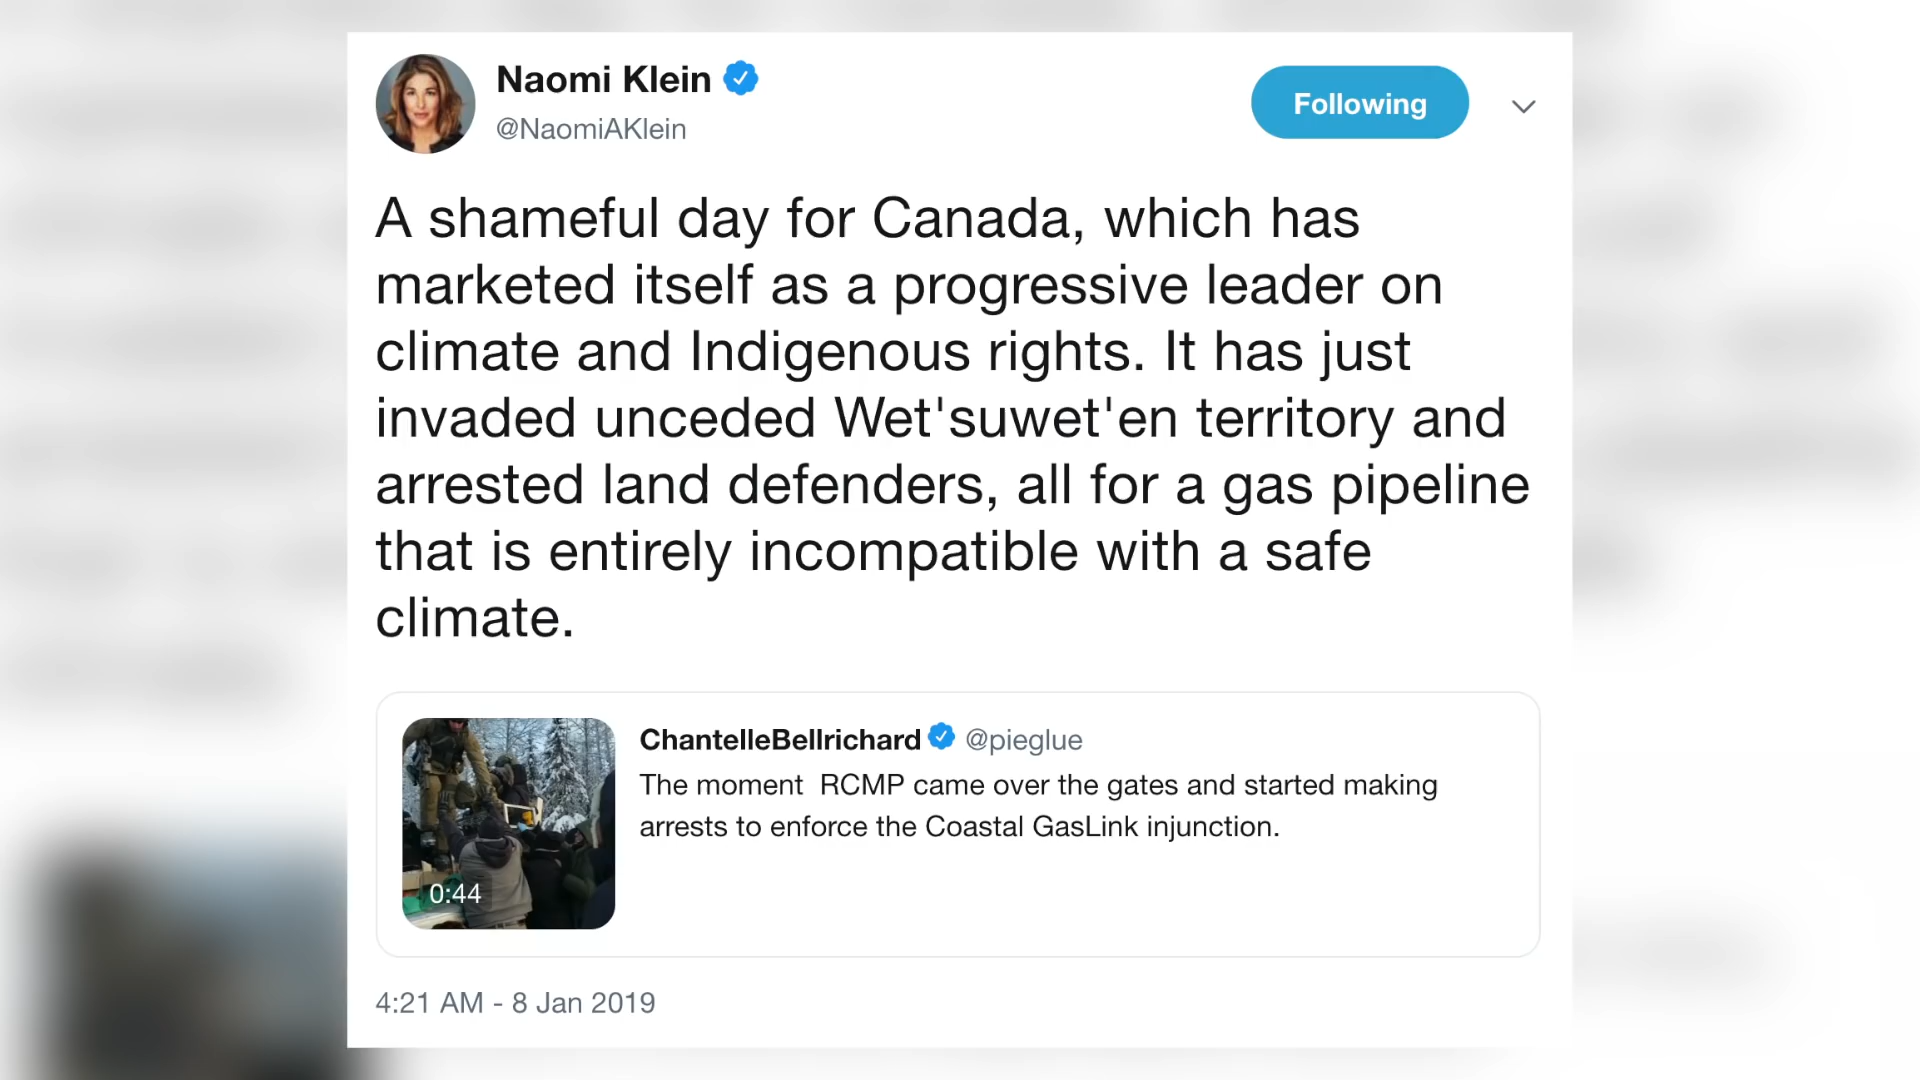 Naomi Klein
@NaomiAKlein
Following
A shameful day for Canada, which has
marketed itself as a progressive leader on
climate and Indigenous rights. It has just
invaded unceded Wet'suwet'en territory and
arrested land defenders, all for a gas pipeline
that is entirely incompatible with a safe
climate.
ChantelleBellrichard @pieglue
The moment  RCMP came over the gates and started making
arrests to enforce the Coastal GasLink injunction.
0:44
4:21 AM - 8 Jan 2019